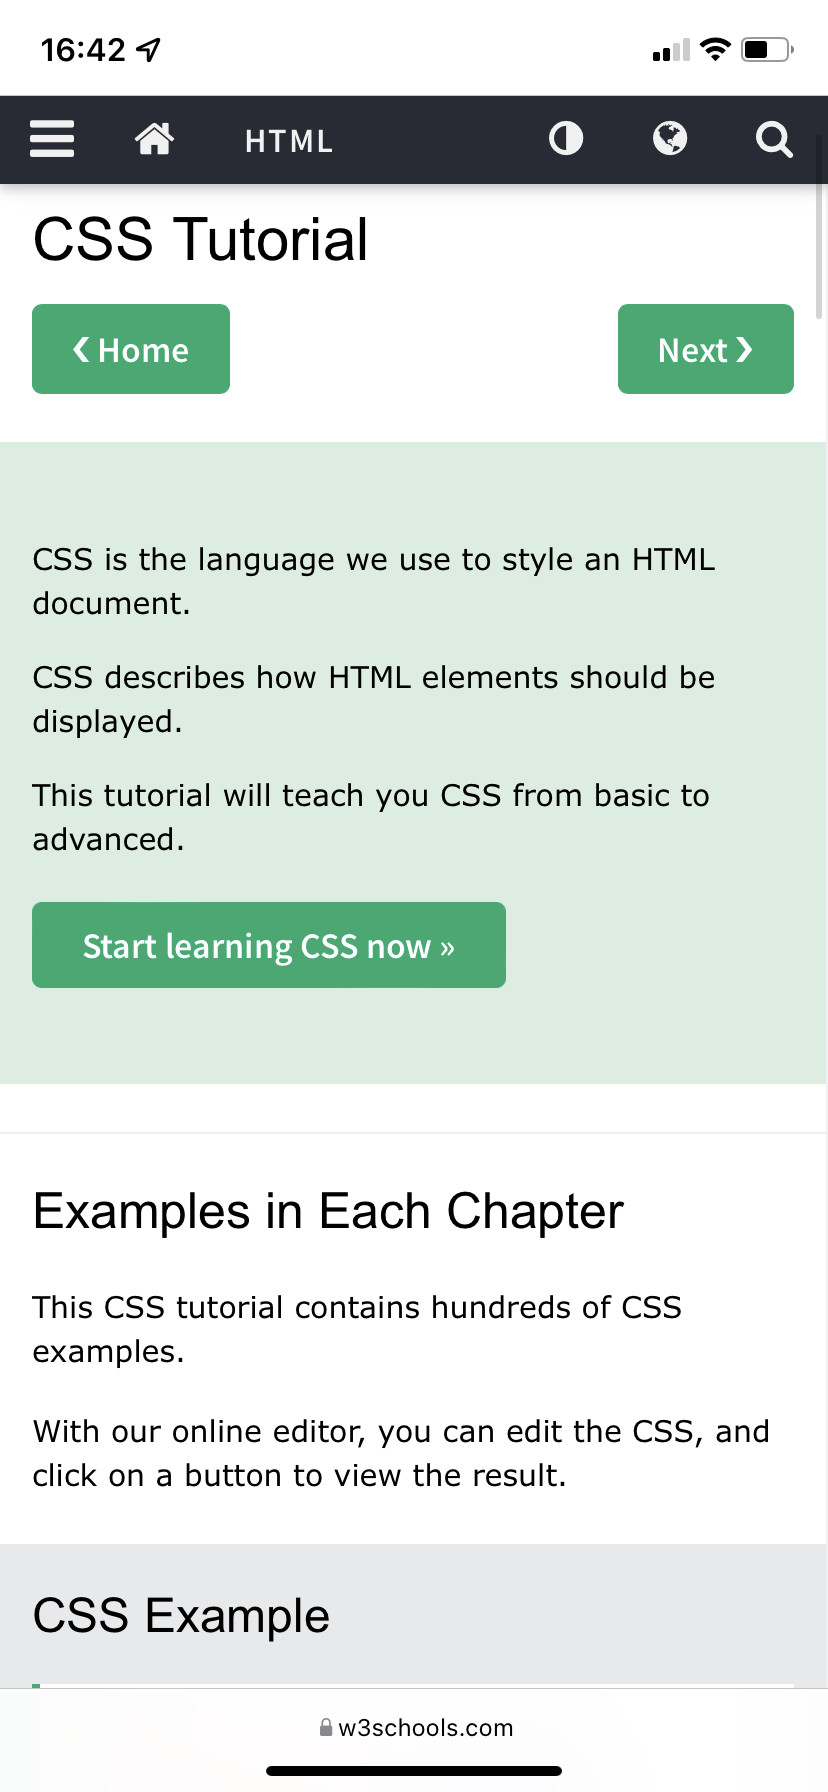 16:42
HTML
CSS Tutorial
❮ Home
Next ❯
CSS is the language we use to style an HTML
document.
CSS describes how HTML elements should be
displayed.
This tutorial will teach you CSS from basic to
advanced.
Start learning CSS now »
Examples in Each Chapter
This CSS tutorial contains hundreds of CSS
examples.
With our online editor, you can edit the CSS, and
click on a button to view the result.
CSS Example
w3schools.com